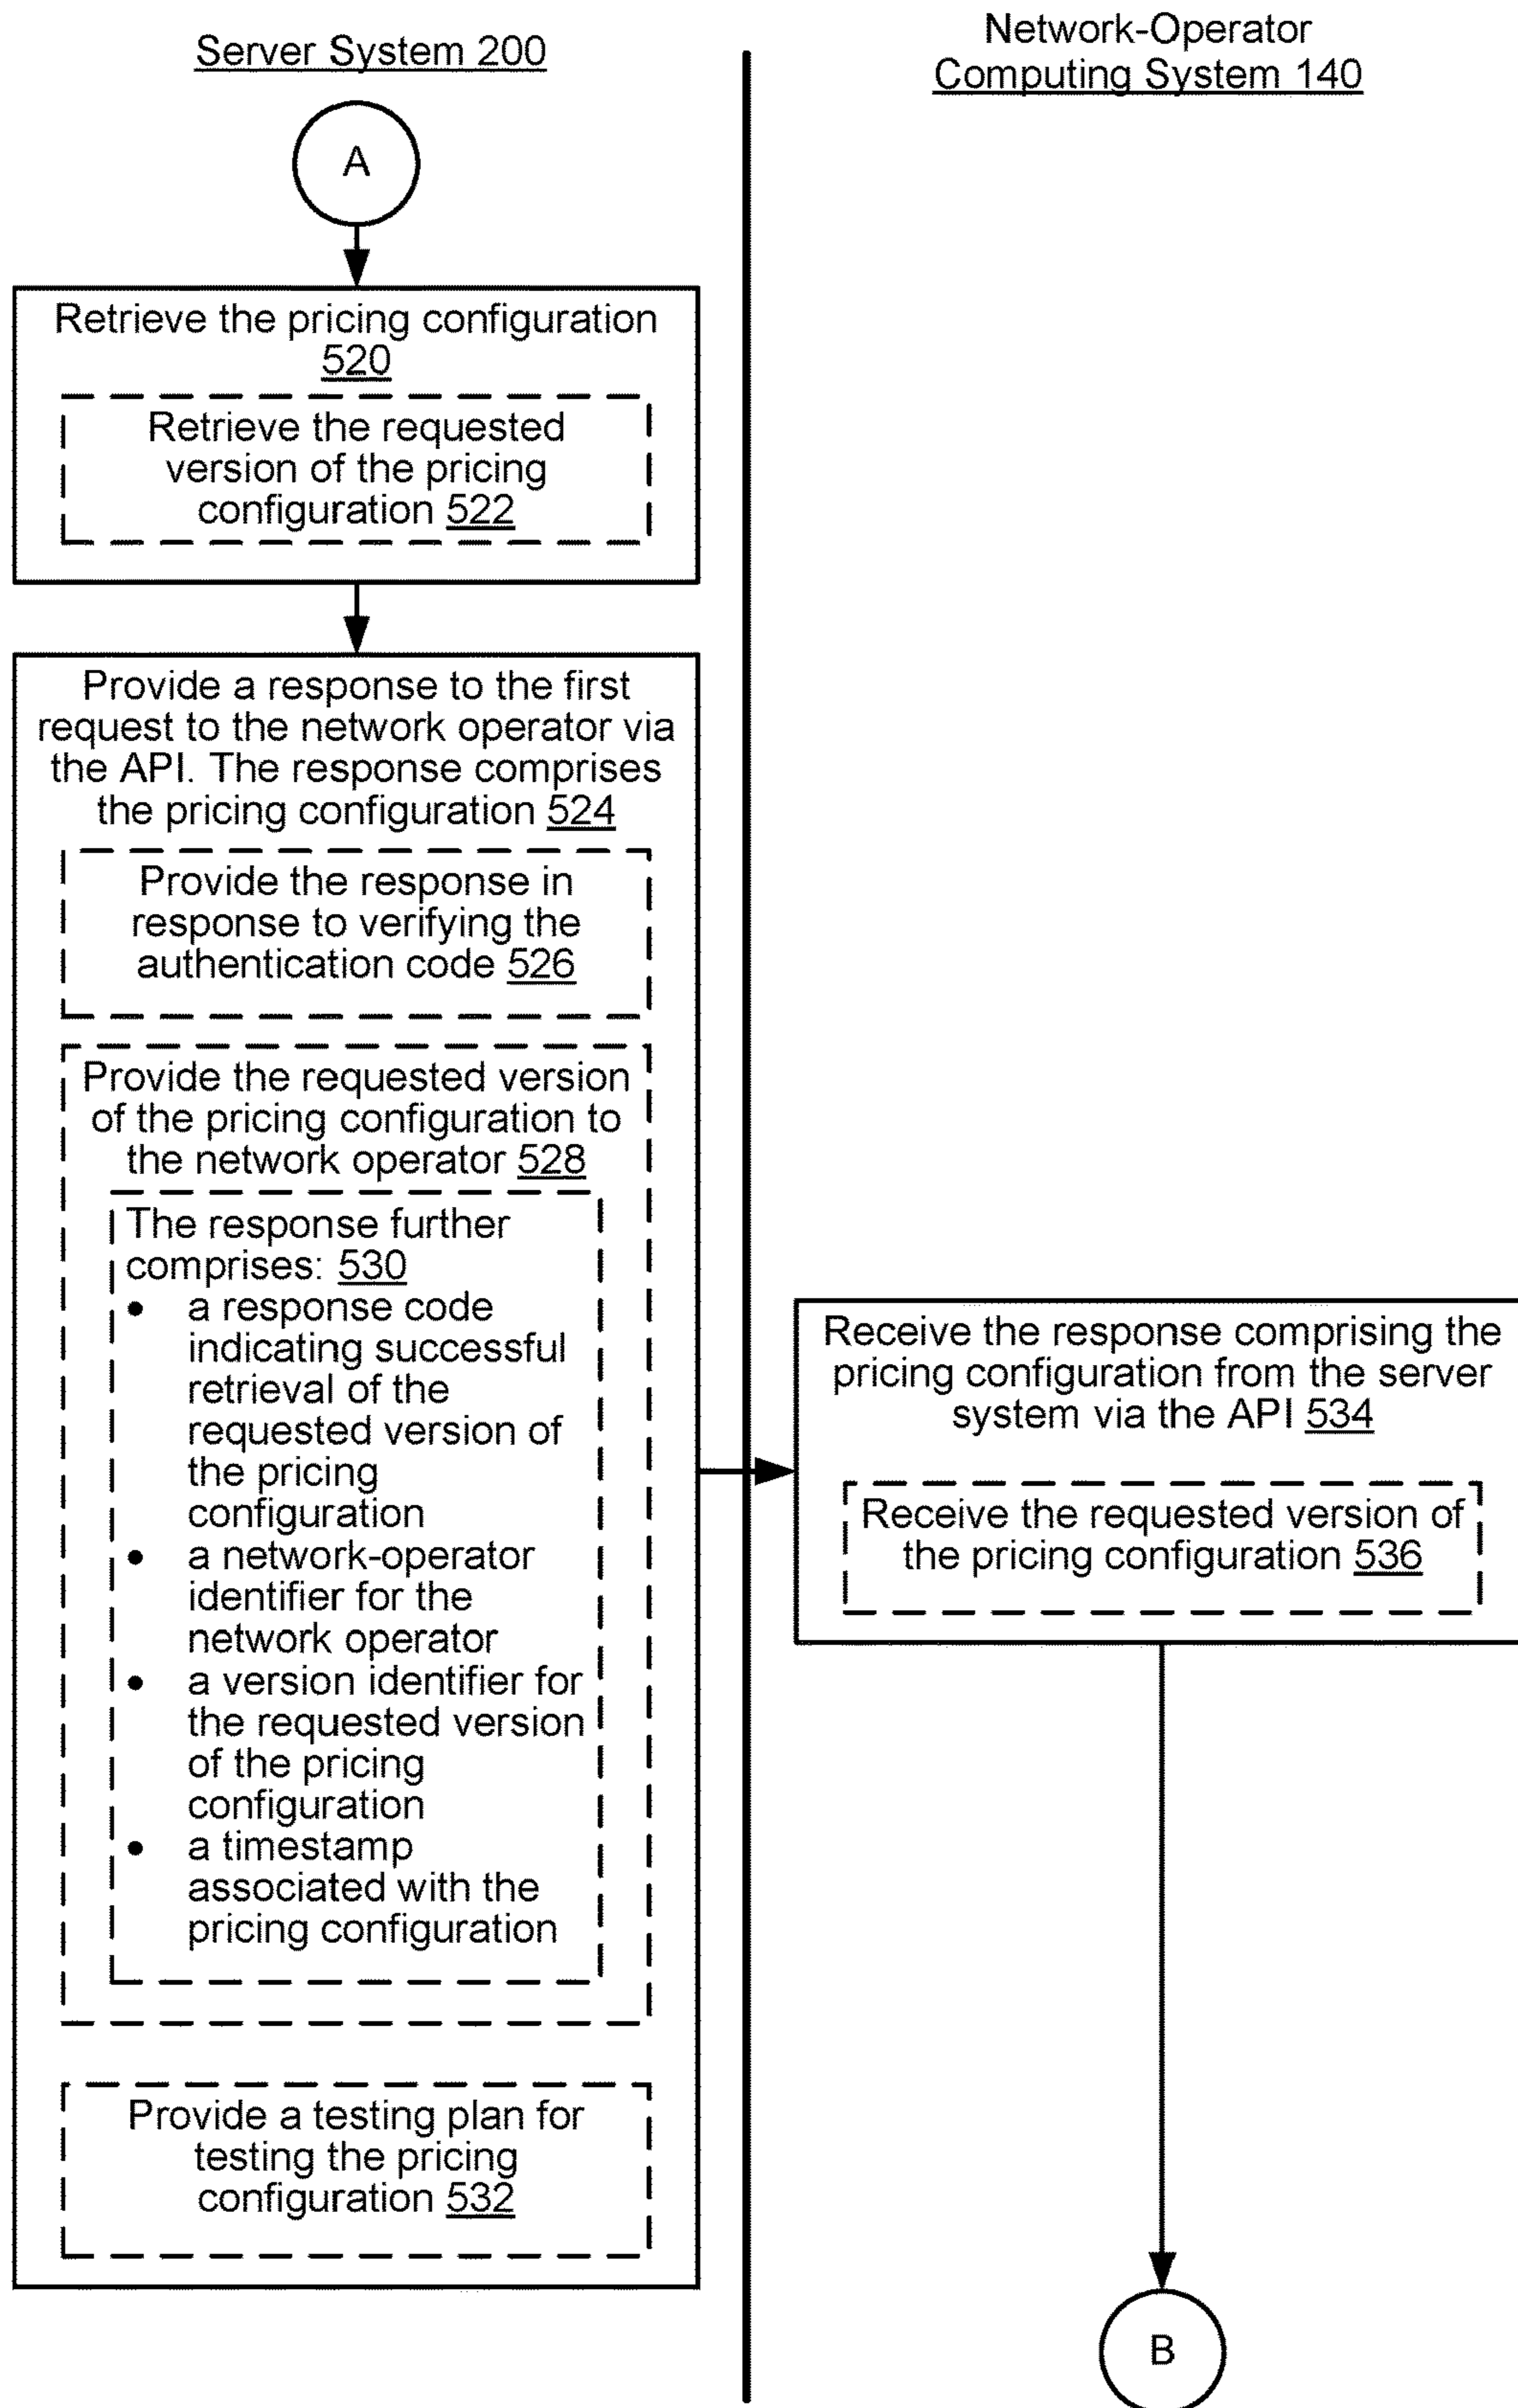 Server System 200
Network-Operator
Computing System 140
A
Retrieve the pricing configuration
520
Retrieve the requested
version of the pricing
configuration 522
Provide a response to the first
request to the network operator via
the API. The response comprises
the pricing configuration 524
Provide the response in
response to verifying the
authentication code 526
Provide the requested version
of the pricing configuration to
the network operator 528
The response further
comprises: 530
• a response code
indicating successful
retrieval of the
requested version of
the pricing
configuration
• a network-operator
identifier for the
network operator
• a version identifier for
the requested version
of the pricing
configuration
• a timestamp
associated with the
pricing configuration
Provide a testing plan for
testing the pricing
configuration 532
Receive the response comprising the
pricing configuration from the server
system via the API 534
Receive the requested version of
the pricing configuration 536
B